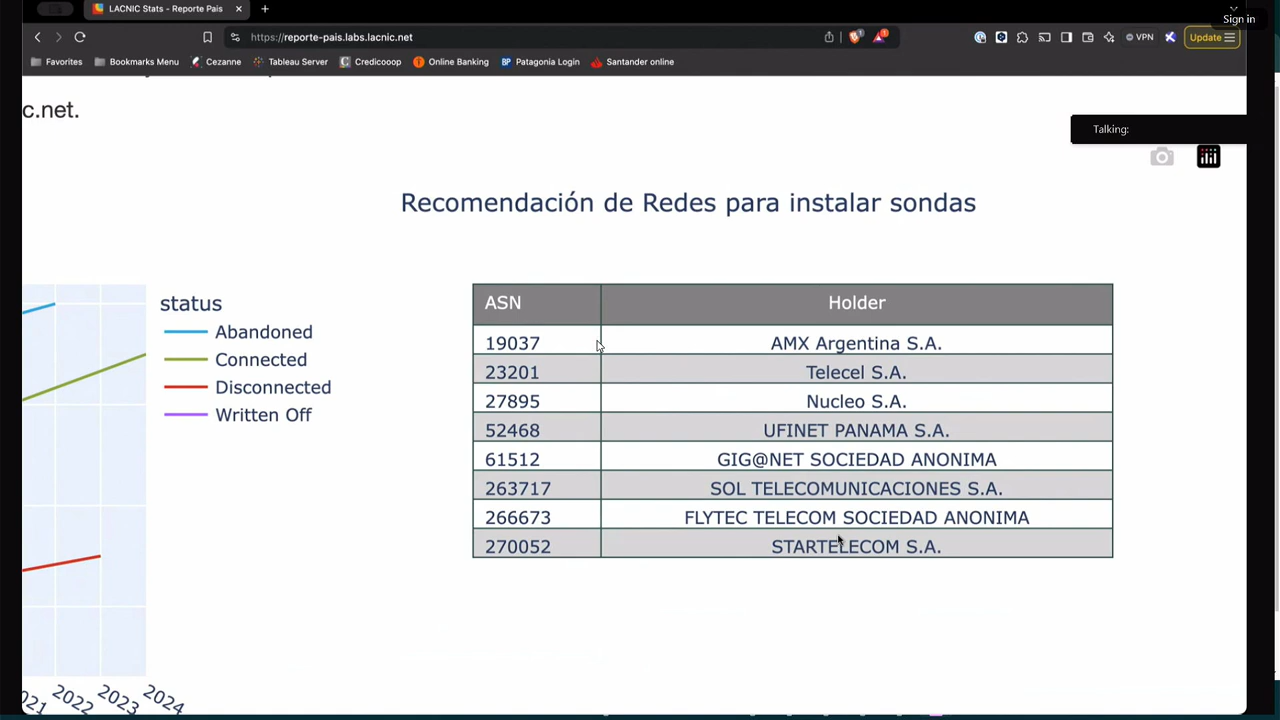 LACNIC Stats - Reporte Pais
Sign in
https://reporte-pais.labs.lacnic.net
VPN
Update
Favorites
Bookmarks Menu
Cezanne
Tableau Server
Credicooop
Online Banking
BP Patagonia Login
Santander online
c.net.
Talking:
Recomendación de Redes para instalar sondas
status
Abandoned
Connected
Disconnected
Written Off
ASN Holder
19037 AMX Argentina S.A.
23201 Telecel S.A.
27895 Nucleo S.A.
52468 UFINET PANAMA S.A.
61512 GIG@NET SOCIEDAD ANONIMA
263717 SOL TELECOMUNICACIONES S.A.
266673 FLYTEC TELECOM SOCIEDAD ANONIMA
270052 STARTELECOM S.A.
021 2022 2023 2024